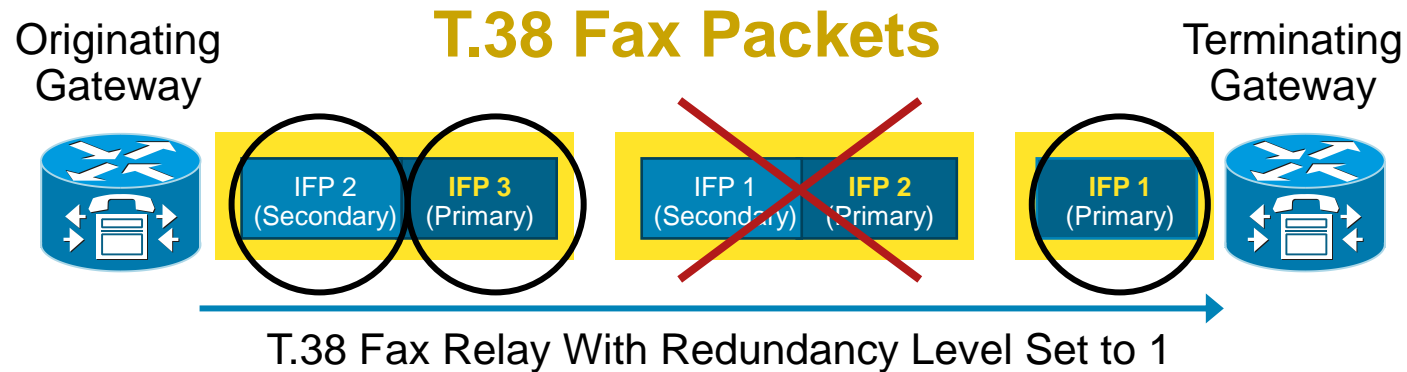 T.38 Fax Packets
Originating
Gateway
Terminating
Gateway
IFP 2
(Secondary)
IFP 3
(Primary)
IFP 1
(Secondary)
IFP 2
(Primary)
IFP 1
(Primary)
T.38 Fax Relay With Redundancy Level Set to 1